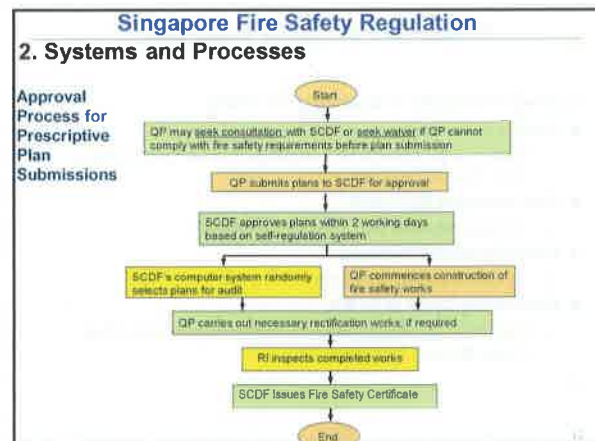 Singapore Fire Safety Regulation
2. Systems and Processes
Approval
Process for
Prescriptive
Plan
Submissions
Start
QP may seek consultation with SCDF or seek waiver if QP cannot
comply with fire safety requirements before plan submission
QP submits plans to SCDF for approval
SCDF approves plans within 2 working days
based on self-regulation system
SCDF's computer system randomly
selects plans for audit
QP commences construction of
fire safety works
QP carries out necessary rectification works, if required
RI inspects completed works
SCDF Issues Fire Safety Certificate
End